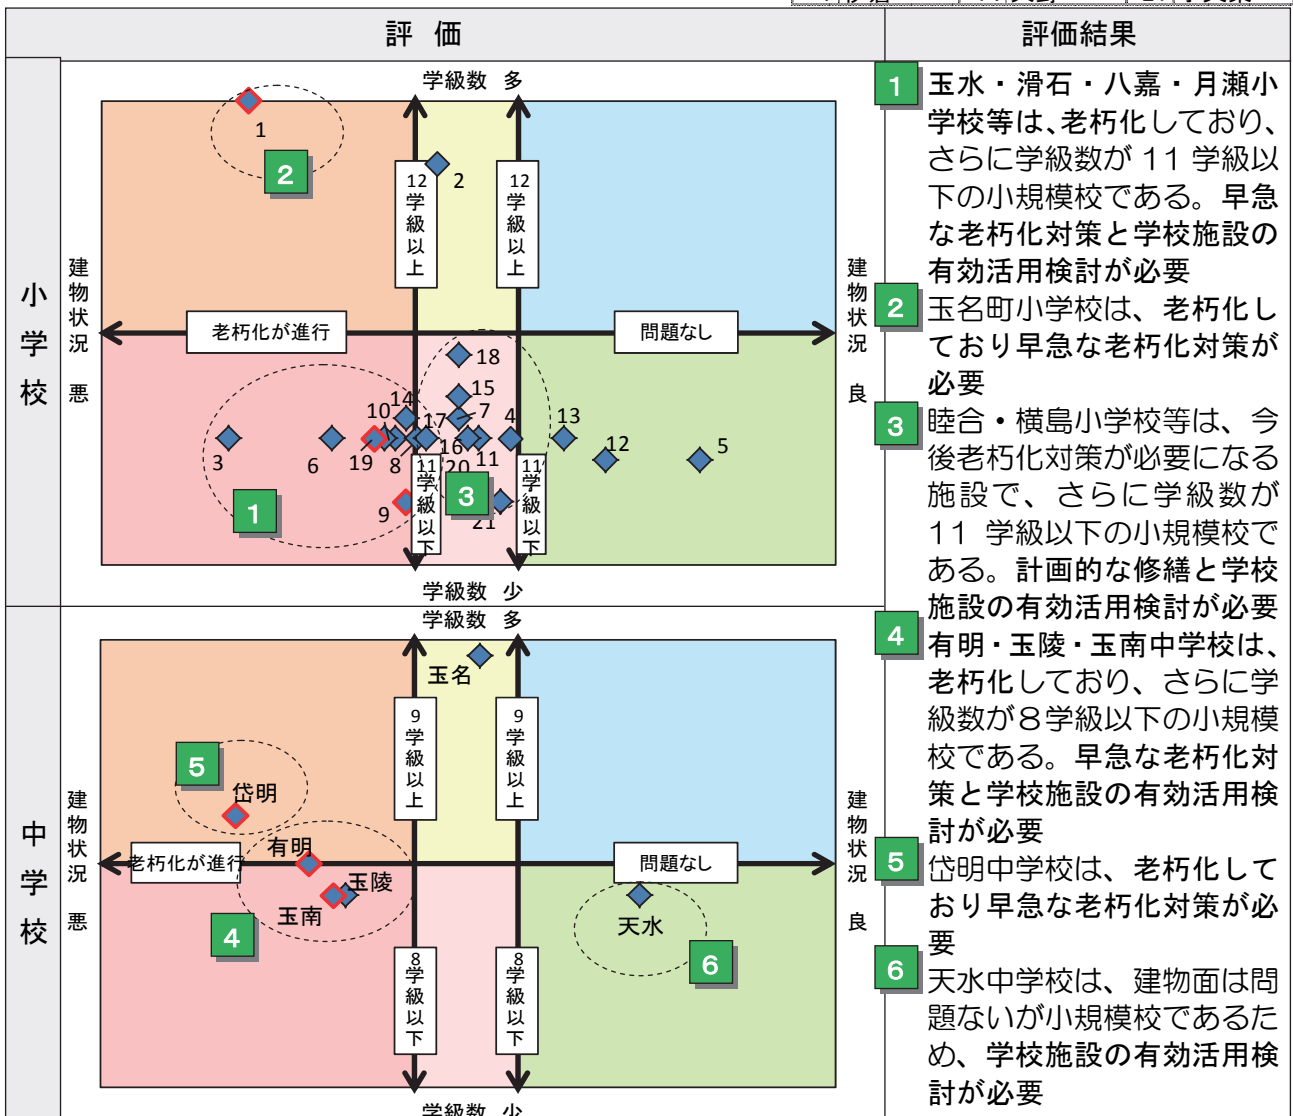 評 価
評価結果
小学校
学級数 多
1
2
2
12学級以上
12学級以上
建物状況 悪
建物状況 良
老朽化が進行
問題なし
18
15
14
10
17
7
4
13
3
6
19
8
16
11
12
5
20
9
1
3
21
11学級以下
11学級以下
学級数 少
中学校
学級数 多
玉名
9学級以上
9学級以上
5
岱明
建物状況 悪
建物状況 良
老朽化が進行
有明
問題なし
玉陵
玉南
天水
4
6
8学級以下
8学級以下
学級数 少
1 玉水・滑石・八嘉・月瀬小
学校等は、老朽化しており、
さらに学級数が 11 学級以
下の小規模校である。早急
な老朽化対策と学校施設の
有効活用検討が必要
2 玉名町小学校は、老朽化し
ており早急な老朽化対策が
必要
3 睦合・横島小学校等は、今
後老朽化対策が必要になる
施設で、さらに学級数が
11 学級以下の小規模校で
ある。計画的な修繕と学校
施設の有効活用検討が必要
4 有明・玉陵・玉南中学校は、
老朽化しており、さらに学
級数が８学級以下の小規模
校である。早急な老朽化対
策と学校施設の有効活用検
討が必要
5 岱明中学校は、老朽化して
おり早急な老朽化対策が必
要
6 天水中学校は、建物面は問
題ないが小規模校であるた
め、学校施設の有効活用検
討が必要